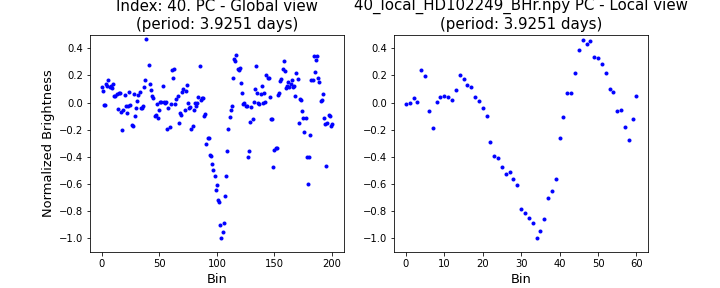 Index: 40. PC - Global view
(period: 3.9251 days)
40_local_HD102249_BHr.npy PC - Local view
(period: 3.9251 days)
Normalized Brightness
0.4
0.2
0.0
−0.2
−0.4
−0.6
−0.8
−1.0
0 50 100 150 200
Bin
0.4
0.2
0.0
−0.2
−0.4
−0.6
−0.8
−1.0
0 10 20 30 40 50 60
Bin